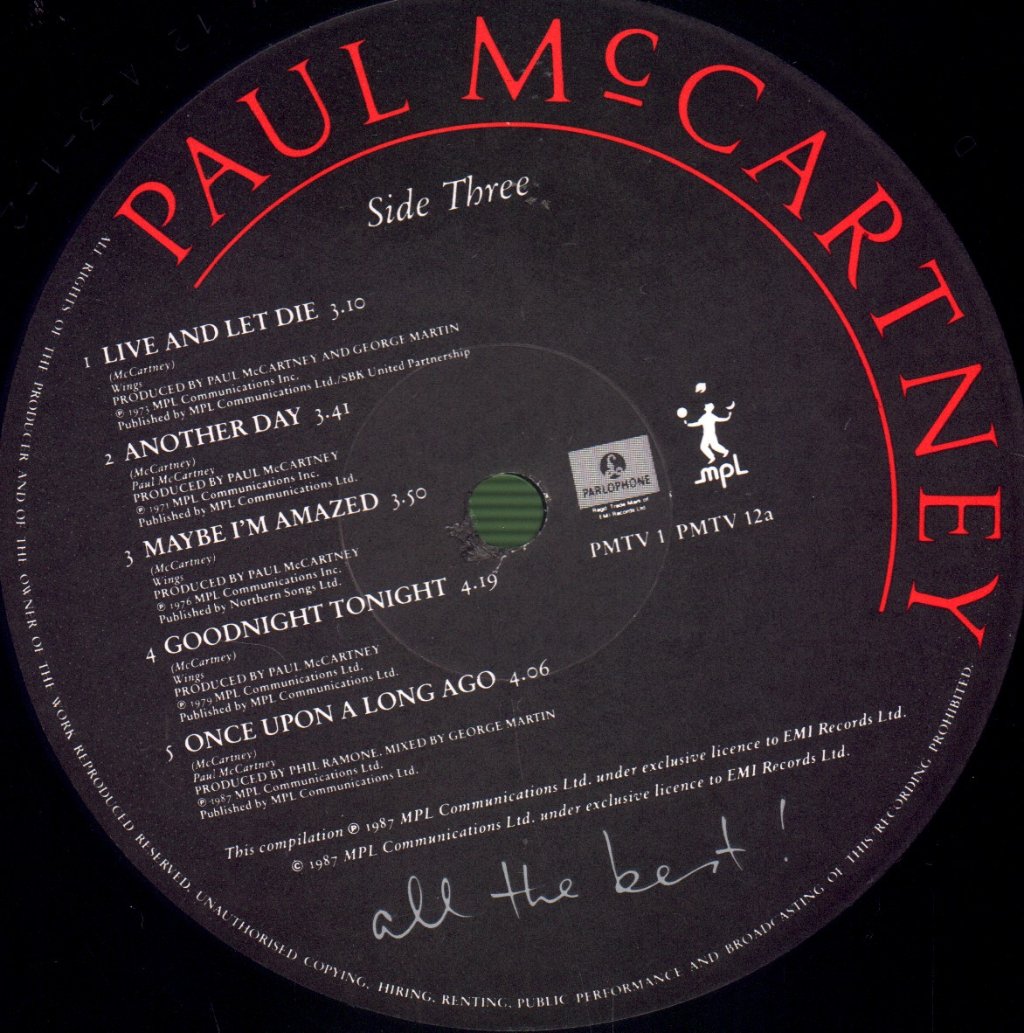 PAUL McCARTNEY
Side Three
1 LIVE AND LET DIE 3.10
(McCartney)
Wings
PRODUCED BY PAUL McCARTNEY AND GEORGE MARTIN
℗ 1973 MPL Communications Inc.
Published by MPL Communications Ltd./SBK United Partnership
2 ANOTHER DAY 3.41
(McCartney)
Paul McCartney
PRODUCED BY PAUL McCARTNEY
℗ 1971 MPL Communications Inc.
Published by MPL Communications Ltd.
3 MAYBE I'M AMAZED 3.50
(McCartney)
Wings
PRODUCED BY PAUL McCARTNEY
℗ 1976 MPL Communications Inc.
Published by Northern Songs Ltd.
4 GOODNIGHT TONIGHT 4.19
(McCartney)
Wings
PRODUCED BY PAUL McCARTNEY
℗ 1979 MPL Communications Ltd.
Published by MPL Communications Ltd.
5 ONCE UPON A LONG AGO 4.06
(McCartney)
Paul McCartney
PRODUCED BY PHIL RAMONE, MIXED BY GEORGE MARTIN
℗ 1987 MPL Communications Ltd.
Published by MPL Communications Ltd.
PARLOPHONE
Regd Trade Mark of
EMI Records Ltd
mpL
PMTV 1 PMTV 12a
This compilation ℗ 1987 MPL Communications Ltd. under exclusive licence to EMI Records Ltd.
© 1987 MPL Communications Ltd. under exclusive licence to EMI Records Ltd.
all the best!
ALL RIGHTS OF THE PRODUCER AND OF THE OWNER OF THE WORK REPRODUCED RESERVED. UNAUTHORISED COPYING, HIRING, RENTING, PUBLIC PERFORMANCE AND BROADCASTING OF THIS RECORDING PROHIBITED.